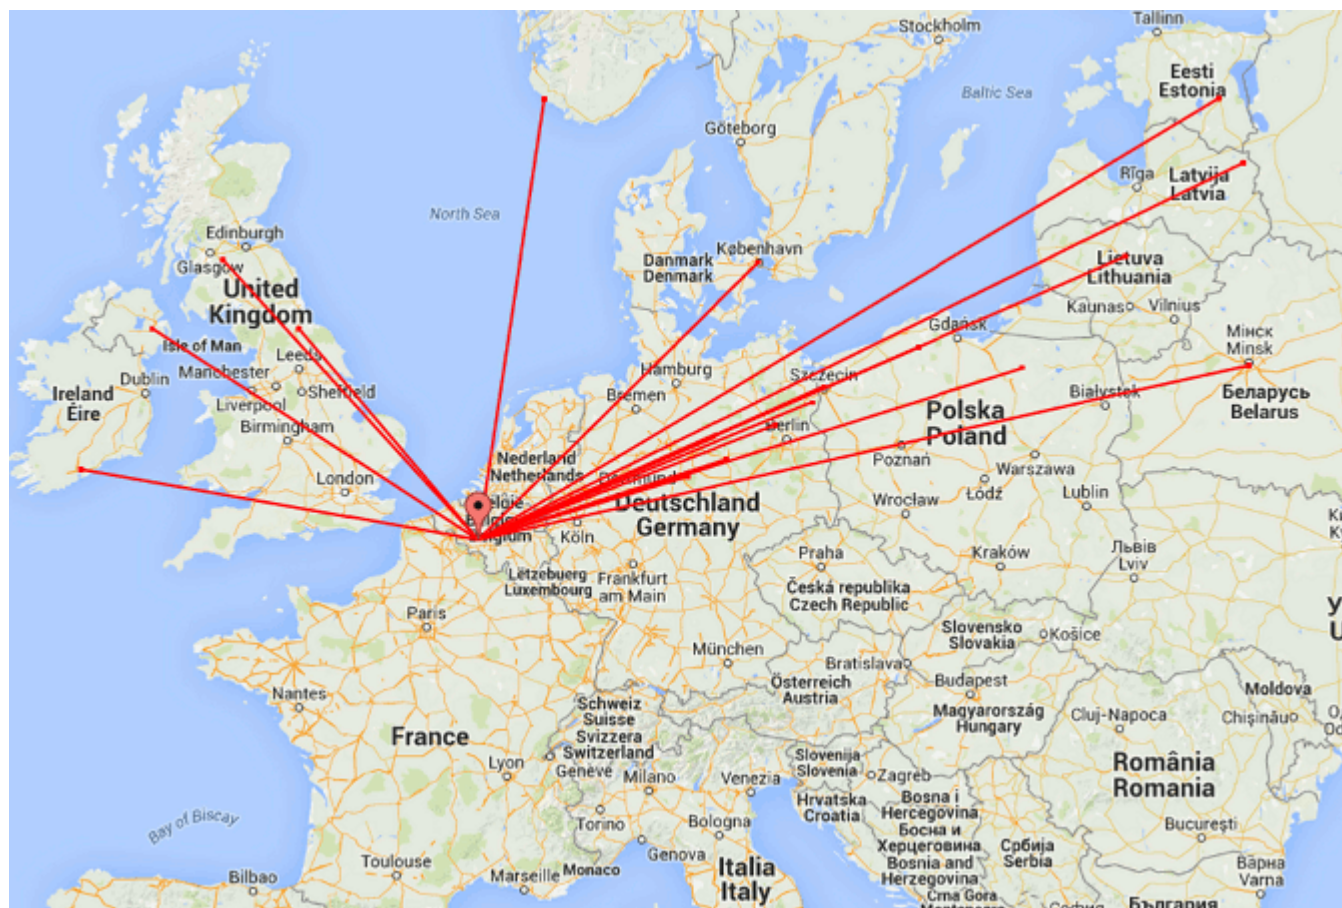 Stockholm
Tallinn
Eesti
Estonia
Baltic Sea
Göteborg
Rīga
Latvija
Latvia
North Sea
Edinburgh
Glasgow
København
Danmark
Denmark
Lietuva
Lithuania
Kaunas
Vilnius
United
Kingdom
Isle of Man
Gdańsk
Мінск
Minsk
Leeds
Manchester
Dublin
Ireland
Éire
Sheffield
Liverpool
Birmingham
Hamburg
Bremen
Szczecin
Białystok
Беларусь
Belarus
Polska
Poland
Berlin
Poznań
Warszawa
Nederland
Netherlands
London
Łódź
Lublin
Wrocław
Deutschland
Germany
Köln
Praha
Kraków
Львів
Lviv
Lëtzebuerg
Luxembourg
Frankfurt
am Main
Česká republika
Czech Republic
Paris
Slovensko
Slovakia
Košice
München
Bratislava
Österreich
Austria
Budapest
Nantes
Schweiz
Suisse
Svizzera
Switzerland
Magyarország
Hungary
Cluj-Napoca
Moldova
Chișinău
France
Lyon
Geneve
Milano
Venezia
Slovenija
Slovenia
Zagreb
România
Romania
Hrvatska
Croatia
Bosna i
Hercegovina
Босна и
Херцеговина
Bosnia and
Herzegovina
Bay of Biscay
Torino
Bologna
Genova
București
Србија
Serbia
Toulouse
Marseille
Monaco
Bilbao
Italia
Italy
Варна
Varna
Crna Gora
България